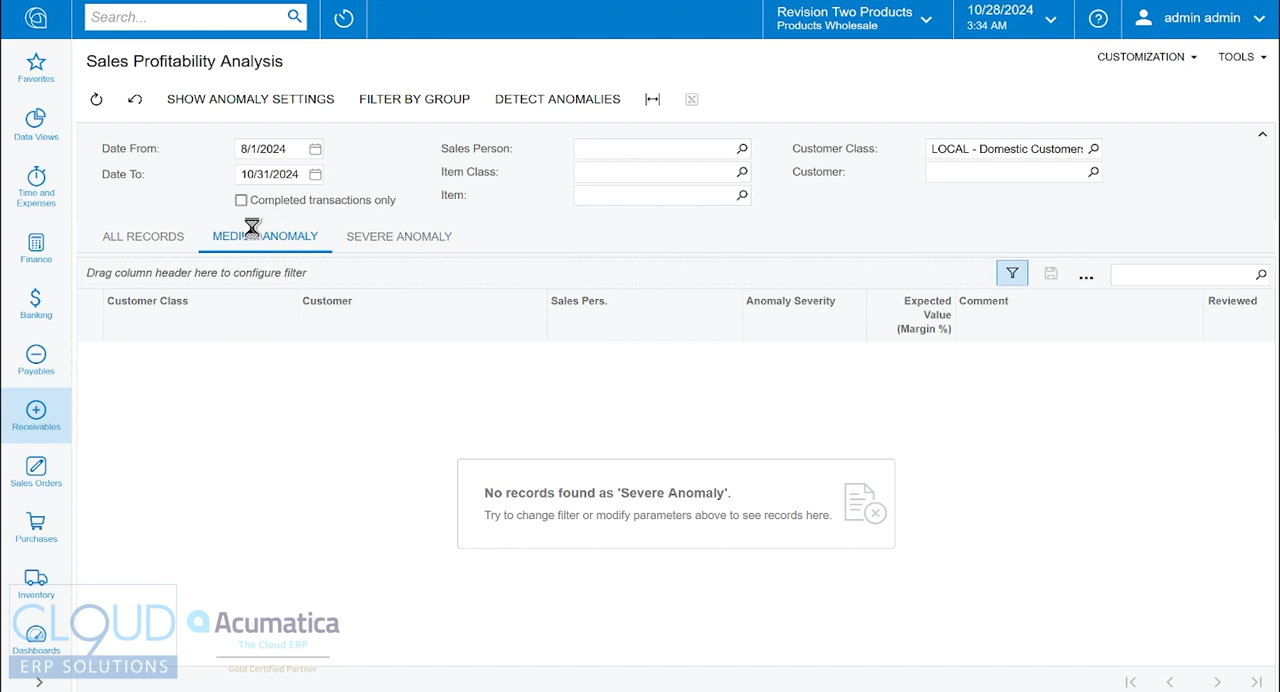 Search...
Revision Two Products
Products Wholesale
10/28/2024
3:34 AM
admin admin
Favorites
Data Views
Time and
Expenses
Finance
Banking
Payables
Receivables
Sales Orders
Purchases
Inventory
Dashboards
Sales Profitability Analysis
CUSTOMIZATION
TOOLS
SHOW ANOMALY SETTINGS
FILTER BY GROUP
DETECT ANOMALIES
Date From:
8/1/2024
Date To:
10/31/2024
Completed transactions only
Sales Person:
Item Class:
Item:
Customer Class:
LOCAL - Domestic Customers
Customer:
ALL RECORDS
ANOMALY
SEVERE ANOMALY
Drag column header here to configure filter
...
Customer Class
Customer
Sales Pers.
Anomaly Severity
Expected
Value
(Margin %)
Comment
Reviewed
No records found as 'Severe Anomaly'.
Try to change filter or modify parameters above to see records here.
CLOUD
9
ERP SOLUTIONS
Acumatica
The Cloud ERP
Gold Certified Partner